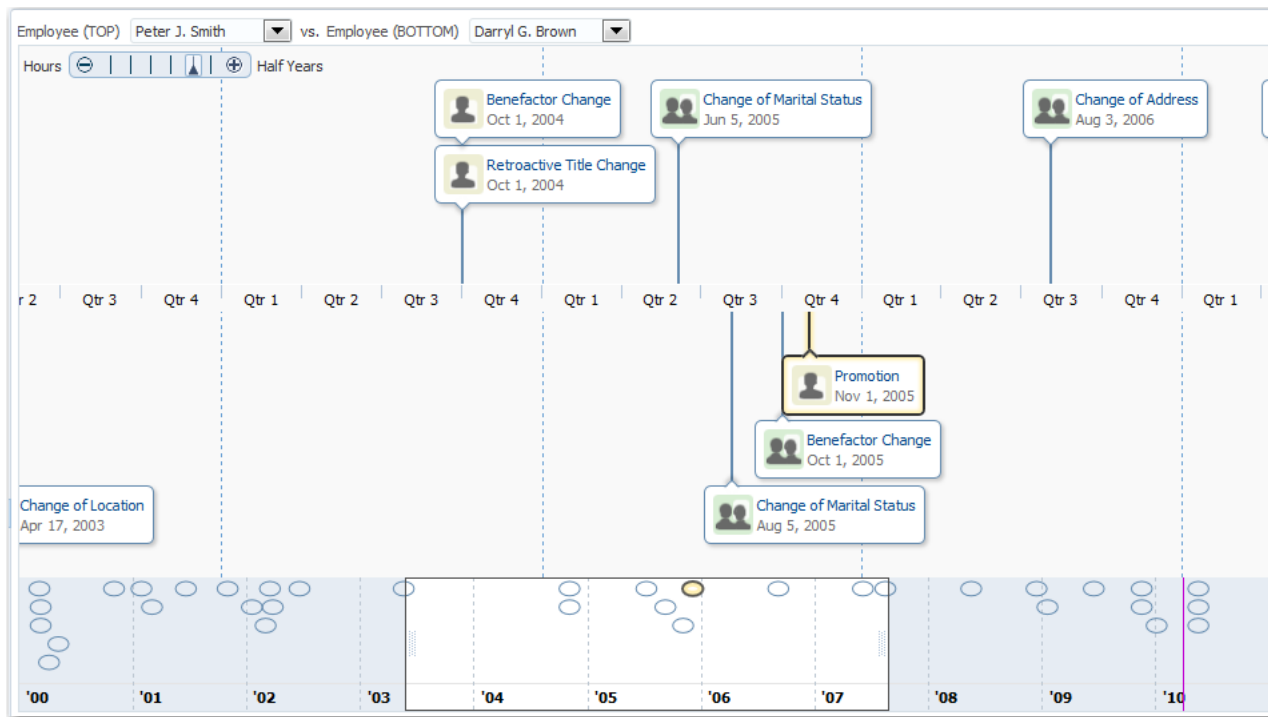 Employee (TOP) Peter J. Smith vs. Employee (BOTTOM) Darryl G. Brown
Hours Half Years
Benefactor Change
Oct 1, 2004
Change of Marital Status
Jun 5, 2005
Change of Address
Aug 3, 2006
Retroactive Title Change
Oct 1, 2004
r 2 Qtr 3 Qtr 4 Qtr 1 Qtr 2 Qtr 3 Qtr 4 Qtr 1 Qtr 2 Qtr 3 Qtr 4 Qtr 1 Qtr 2 Qtr 3 Qtr 4 Qtr 1
Promotion
Nov 1, 2005
Benefactor Change
Oct 1, 2005
Change of Location
Apr 17, 2003
Change of Marital Status
Aug 5, 2005
'00 '01 '02 '03 '04 '05 '06 '07 '08 '09 '10